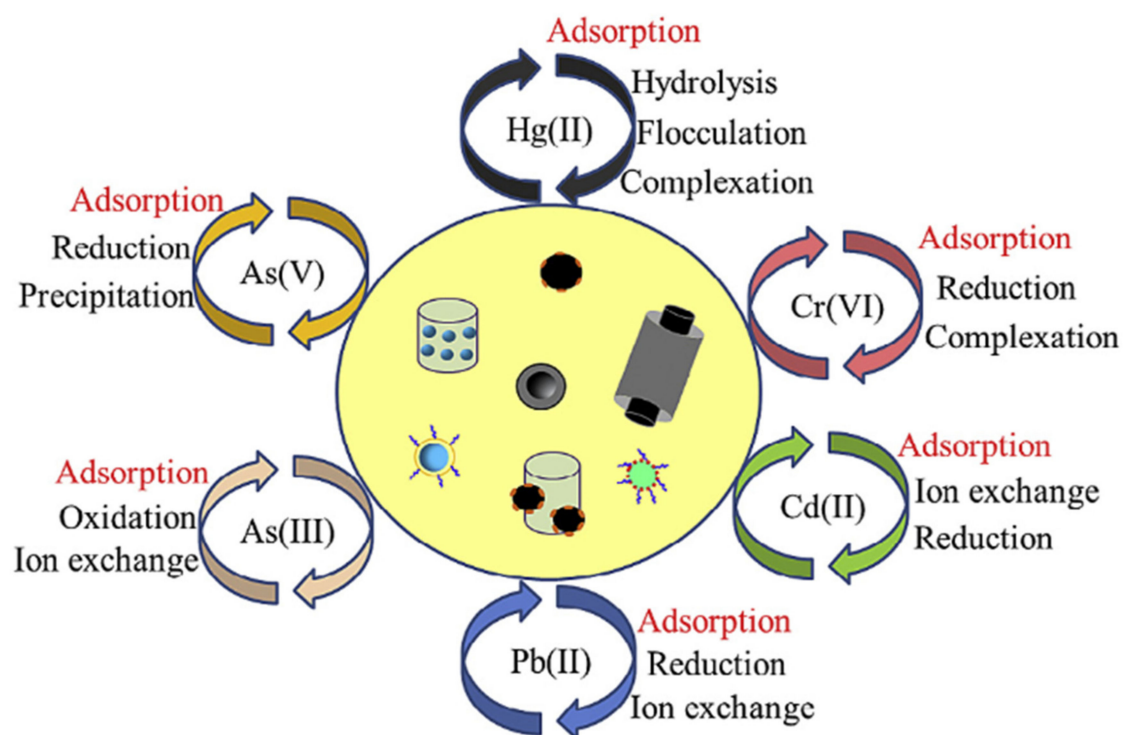 Adsorption
Hydrolysis
Hg(II)
Flocculation
Complexation
Adsorption
Reduction
As(V)
Precipitation
Adsorption
Reduction
Cr(VI)
Complexation
Adsorption
Oxidation
As(III)
Ion exchange
Adsorption
Ion exchange
Cd(II)
Reduction
Adsorption
Pb(II)
Reduction
Ion exchange